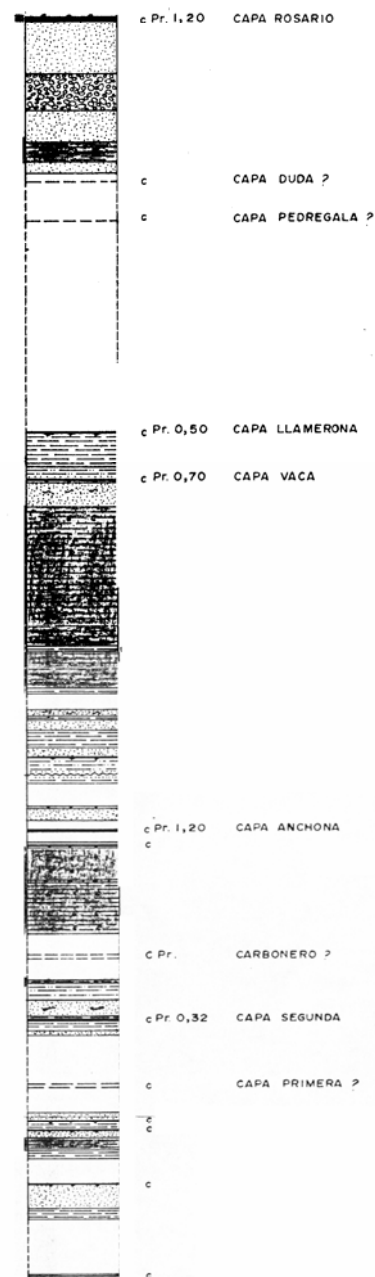 c Pr. 1,20 CAPA ROSARIO
c CAPA DUDA ?
c CAPA PEDREGALA ?
c Pr. 0,50 CAPA LLAMERONA
c Pr. 0,70 CAPA VACA
c Pr. 1,20 CAPA ANCHONA
c
c Pr. CARBONERO ?
c Pr. 0,32 CAPA SEGUNDA
c CAPA PRIMERA ?
c
c
c
c